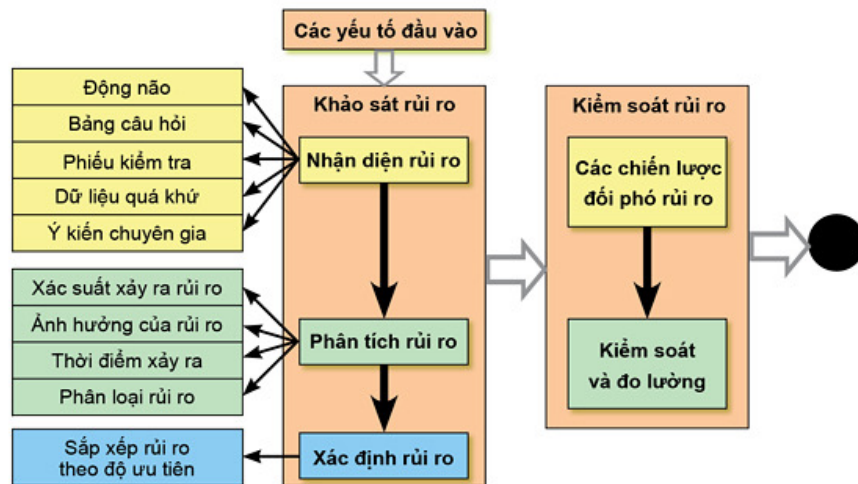 Các yếu tố đầu vào
Động não
Bảng câu hỏi
Phiếu kiểm tra
Dữ liệu quá khứ
Ý kiến chuyên gia
Xác suất xảy ra rủi ro
Ảnh hưởng của rủi ro
Thời điểm xảy ra
Phân loại rủi ro
Sắp xếp rủi ro
theo độ ưu tiên
Khảo sát rủi ro
Nhận diện rủi ro
Phân tích rủi ro
Xác định rủi ro
Kiểm soát rủi ro
Các chiến lược
đối phó rủi ro
Kiểm soát
và đo lường